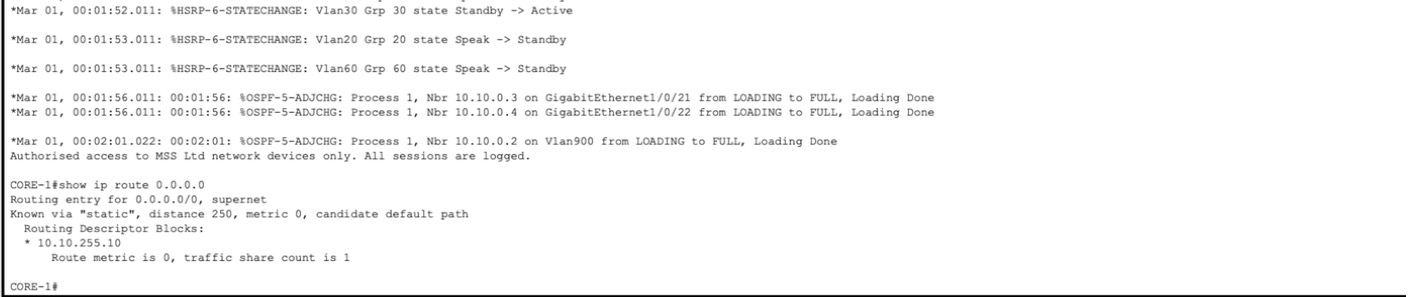 *Mar 01, 00:01:52.011: %HSRP-6-STATECHANGE: Vlan30 Grp 30 state Standby -> Active
*Mar 01, 00:01:53.011: %HSRP-6-STATECHANGE: Vlan20 Grp 20 state Speak -> Standby
*Mar 01, 00:01:53.011: %HSRP-6-STATECHANGE: Vlan60 Grp 60 state Speak -> Standby
*Mar 01, 00:01:56.011: 00:01:56: %OSPF-5-ADJCHG: Process 1, Nbr 10.10.0.3 on GigabitEthernet1/0/21 from LOADING to FULL, Loading Done
*Mar 01, 00:01:56.011: 00:01:56: %OSPF-5-ADJCHG: Process 1, Nbr 10.10.0.4 on GigabitEthernet1/0/22 from LOADING to FULL, Loading Done
*Mar 01, 00:02:01.022: 00:02:01: %OSPF-5-ADJCHG: Process 1, Nbr 10.10.0.2 on Vlan900 from LOADING to FULL, Loading Done
Authorised access to MSS Ltd network devices only. All sessions are logged.
CORE-1#show ip route 0.0.0.0
Routing entry for 0.0.0.0/0, supernet
Known via "static", distance 250, metric 0, candidate default path
Routing Descriptor Blocks:
* 10.10.255.10
Route metric is 0, traffic share count is 1
CORE-1#